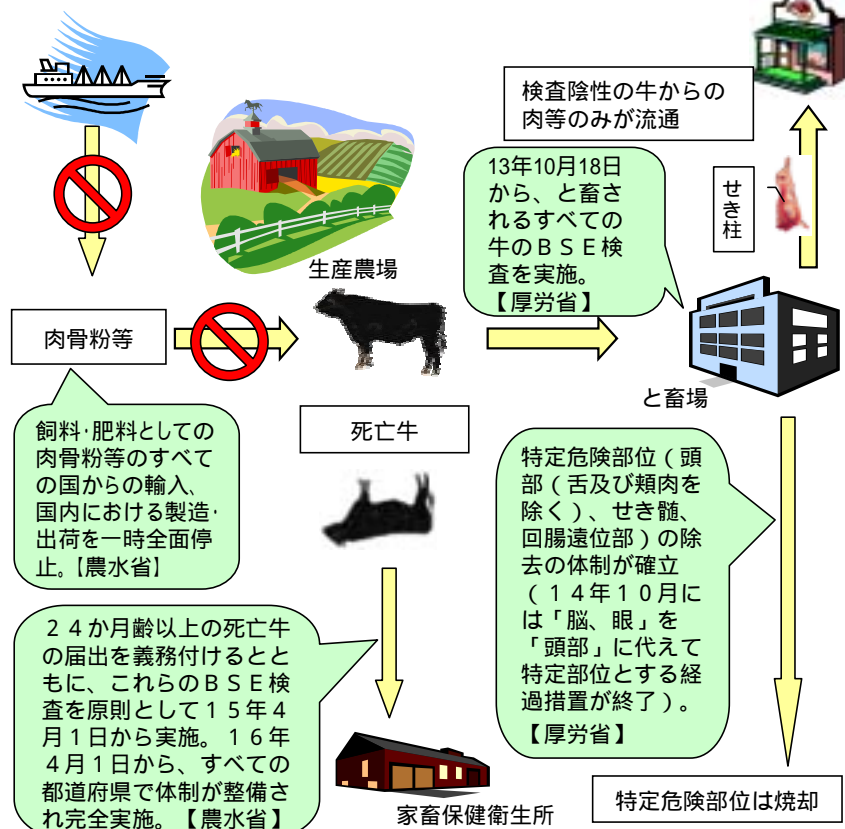 検査陰性の牛からの
肉等のみが流通
13年10月18日
から、と畜さ
れるすべての
牛のＢＳＥ検
査を実施。
【厚労省】
せき柱
生産農場
肉骨粉等
と畜場
飼料・肥料としての
肉骨粉等のすべて
の国からの輸入、
国内における製造・
出荷を一時全面停
止。【農水省】
死亡牛
特定危険部位（頭
部（舌及び頬肉を
除く）、せき髄、
回腸遠位部）の除
去の体制が確立
（１４年１０月に
は「脳、眼」を
「頭部」に代えて
特定部位とする経
過措置が終了）。
【厚労省】
２４か月齢以上の死亡牛
の届出を義務付けるとと
もに、これらのＢＳＥ検
査を原則として１５年４
月１日から実施。１６年
４月１日から、すべての
都道府県で体制が整備さ
れ完全実施。【農水省】
家畜保健衛生所
特定危険部位は焼却